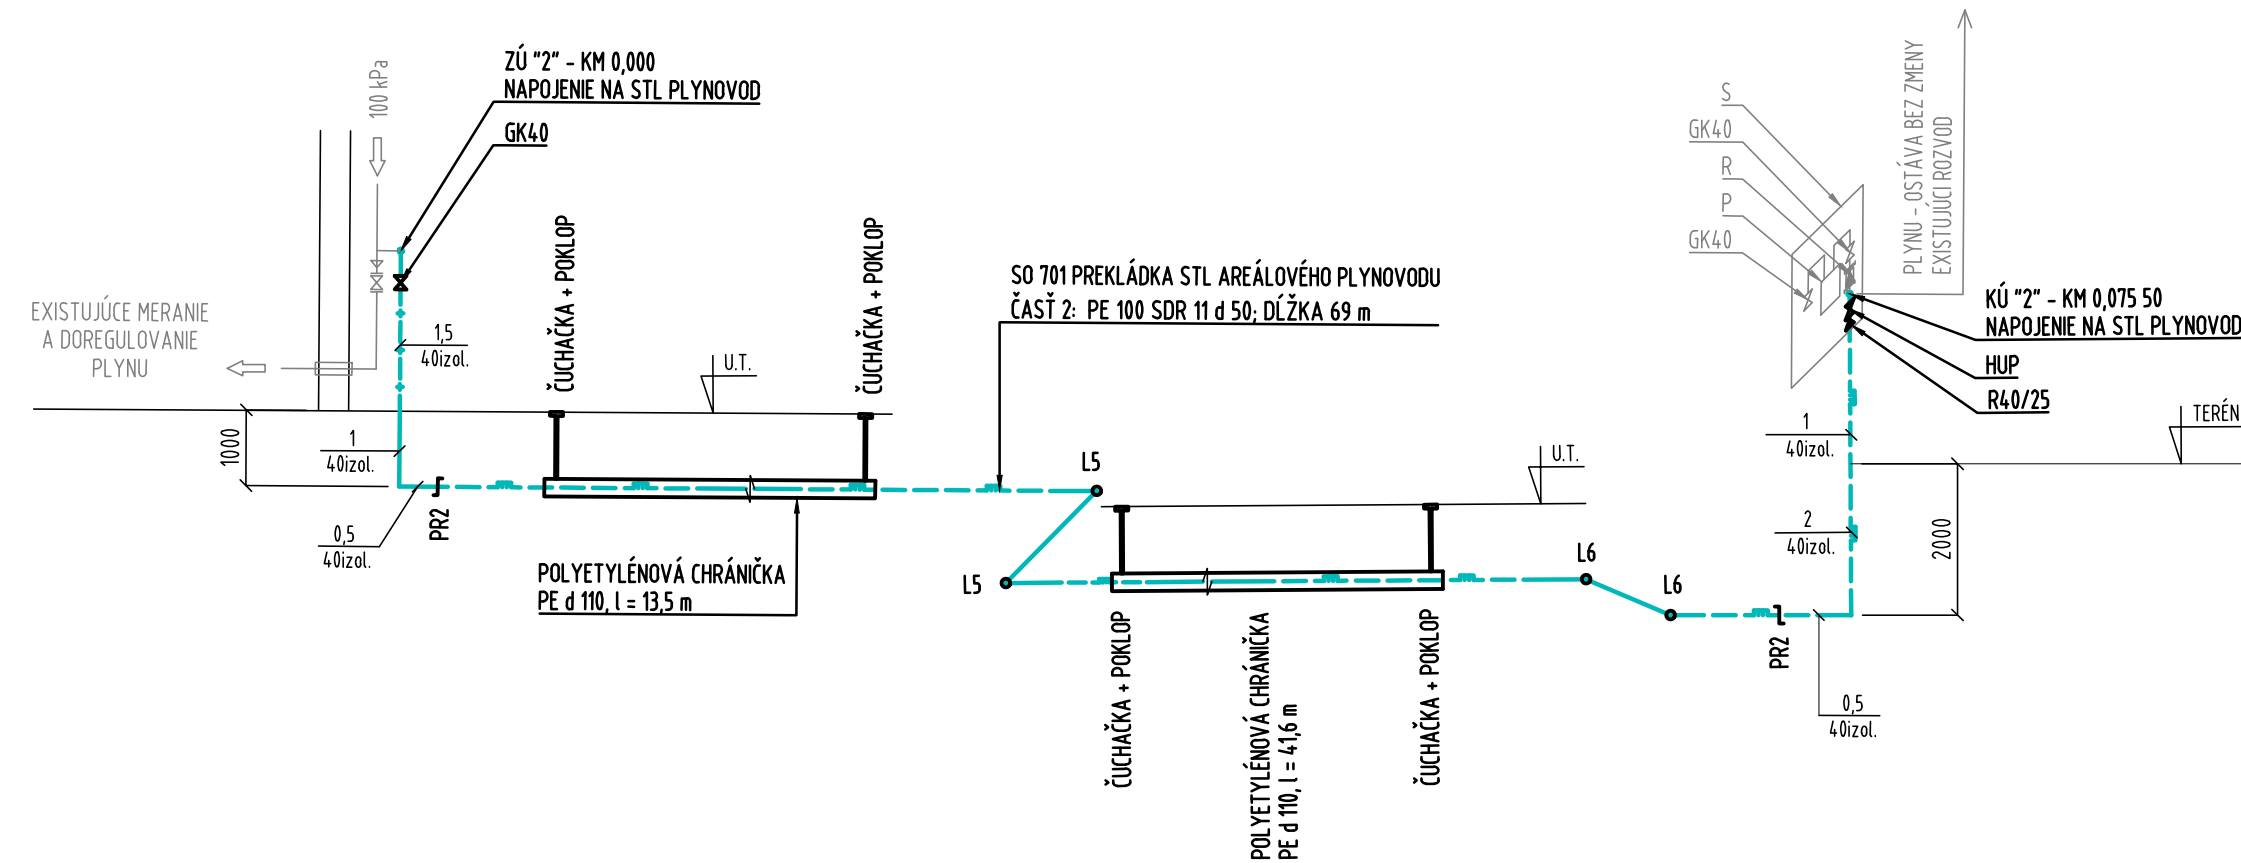 ZÚ "2" - KM 0,000
NAPOJENIE NA STL PLYNOVOD
GK40
100 kPa
EXISTUJÚCE MERANIE
A DOREGULOVANIE
PLYNU
1,5
40izol.
1000
1
40izol.
0,5
40izol.
PR2
ČUCHAČKA + POKLOP
ČUCHAČKA + POKLOP
U.T.
POLYETYLÉNOVÁ CHRÁNIČKA
PE d 110, l = 13,5 m
SO 701 PREKLÁDKA STL AREÁLOVÉHO PLYNOVODU
ČASŤ 2: PE 100 SDR 11 d 50; DĹŽKA 69 m
L5
L5
U.T.
ČUCHAČKA + POKLOP
POLYETYLÉNOVÁ CHRÁNIČKA
PE d 110, l = 41,6 m
ČUCHAČKA + POKLOP
L6
L6
PR2
0,5
40izol.
S
GK40
R
P
GK40
PLYNU - OSTÁVA BEZ ZMENY
EXISTUJÚCI ROZVOD
KÚ "2" - KM 0,075 50
NAPOJENIE NA STL PLYNOVOD
HUP
R40/25
1
40izol.
2
40izol.
2000
TERÉN